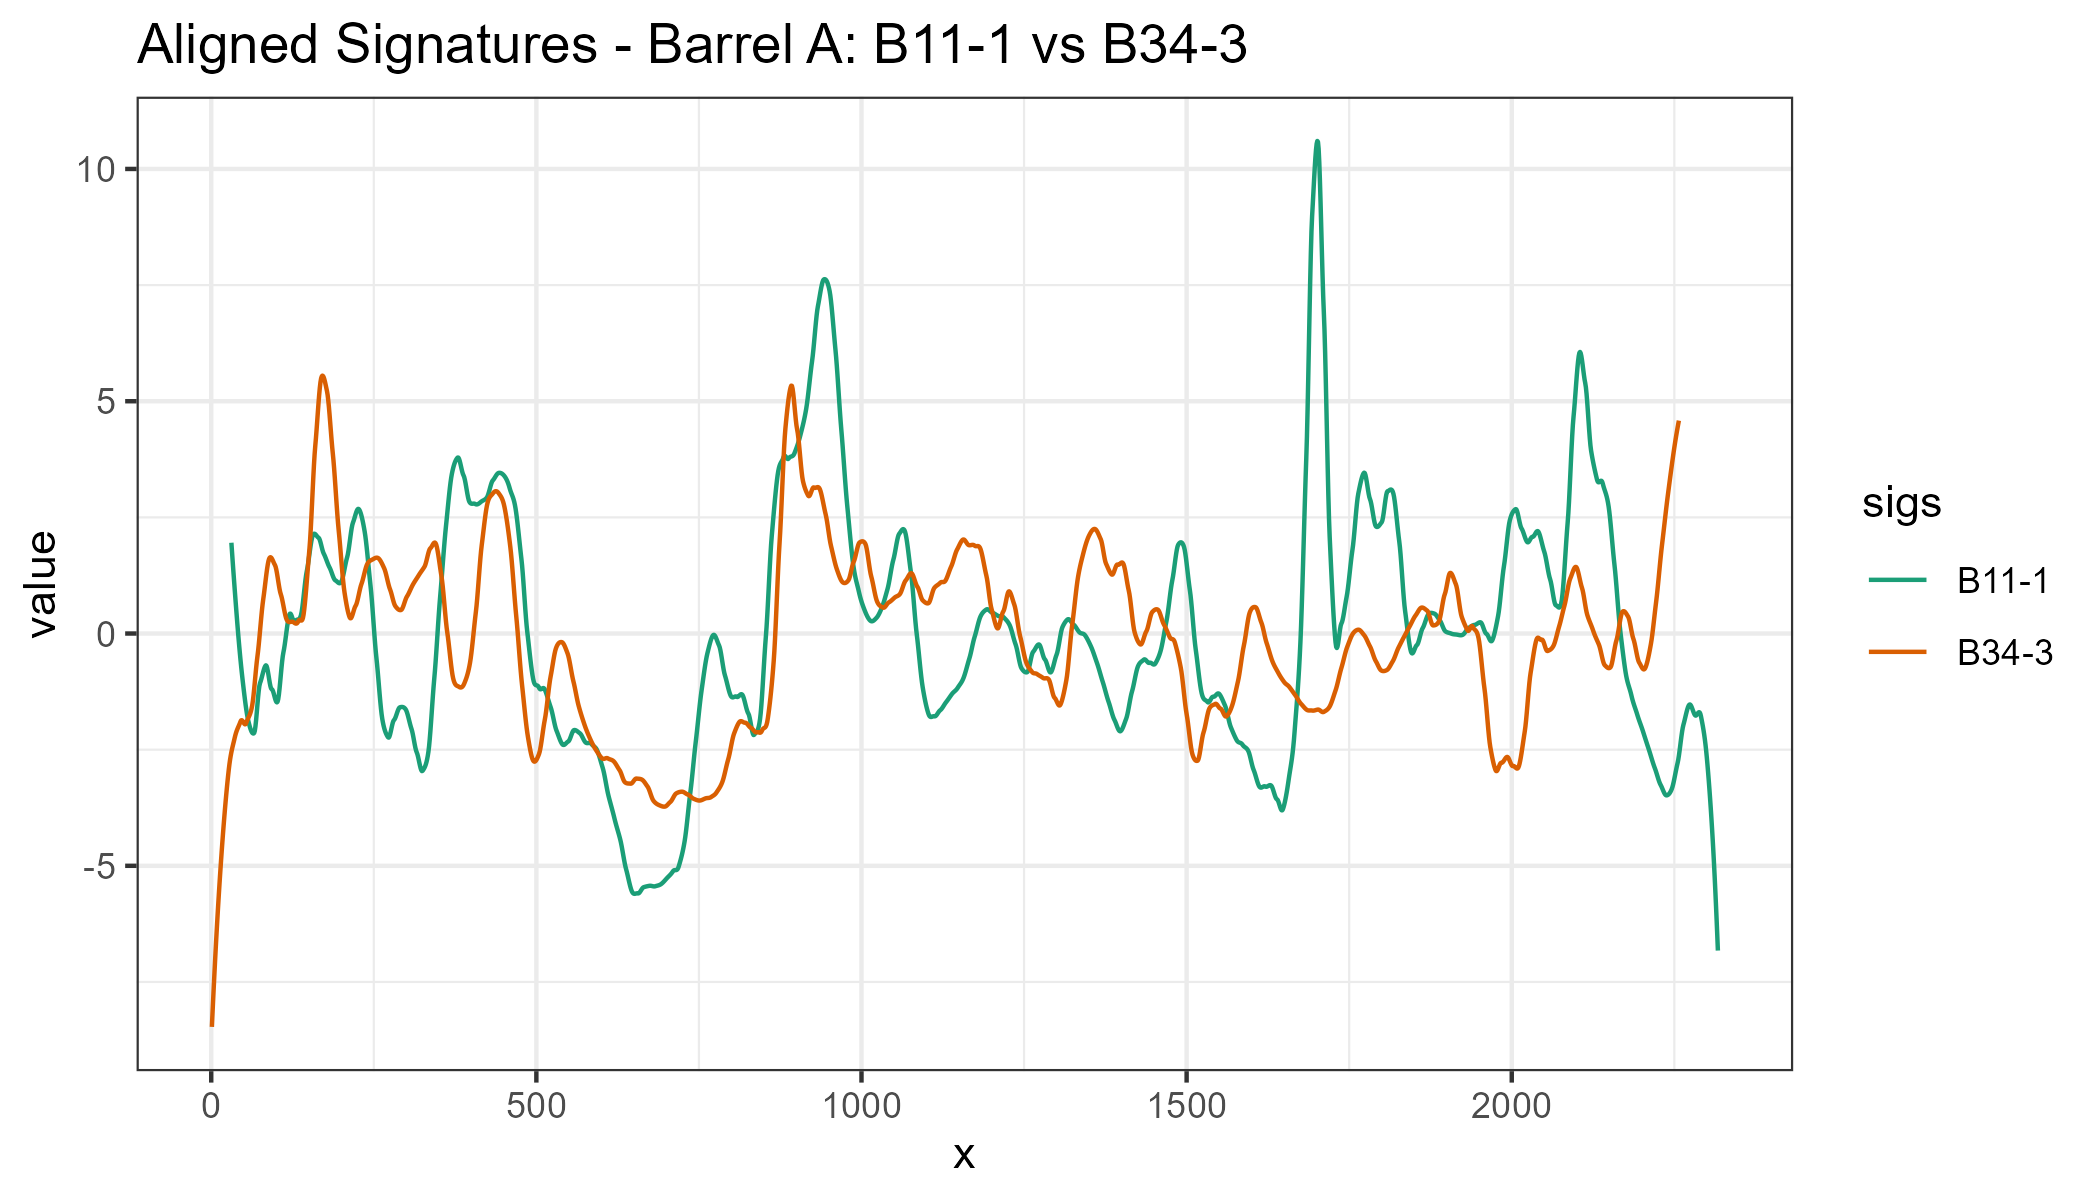 Aligned Signatures - Barrel A: B11-1 vs B34-3
value
10
5
0
-5
0
500
1000
1500
2000
x
sigs
B11-1
B34-3